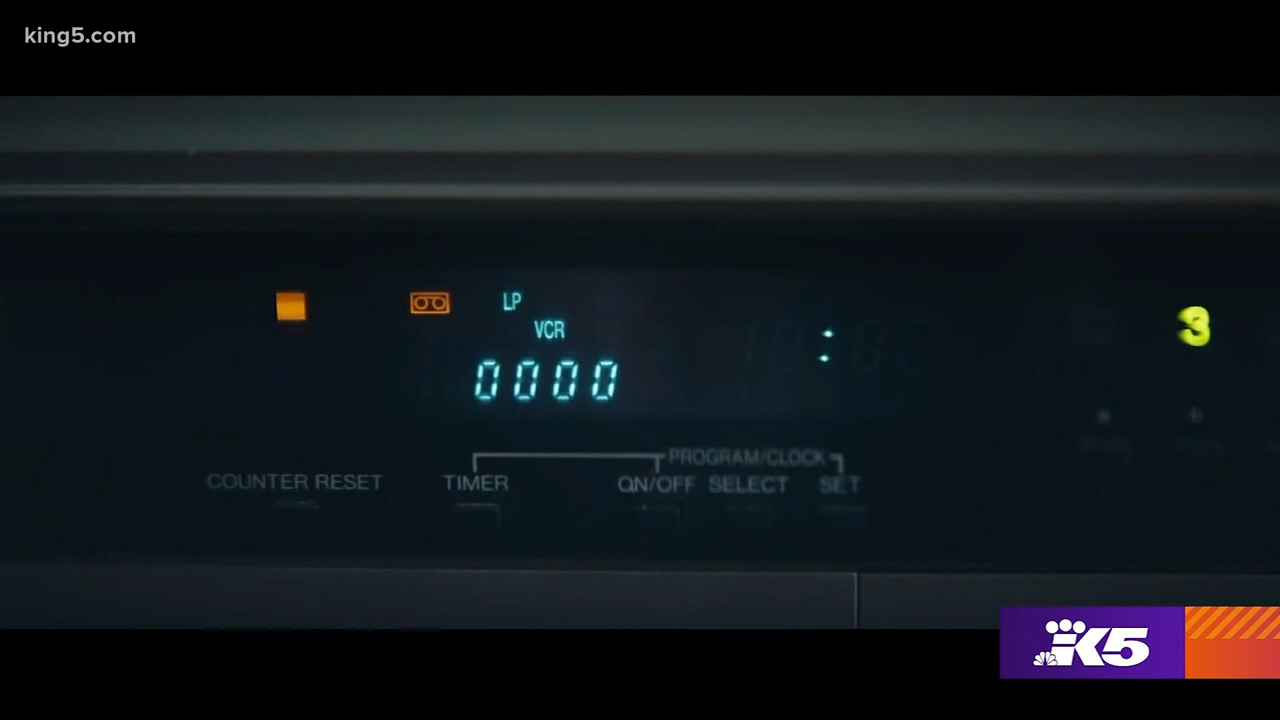 king5.com
LP
VCR
3
0000
:
PROGRAM/CLOCK
COUNTER RESET TIMER ON/OFF SELECT SET
K5